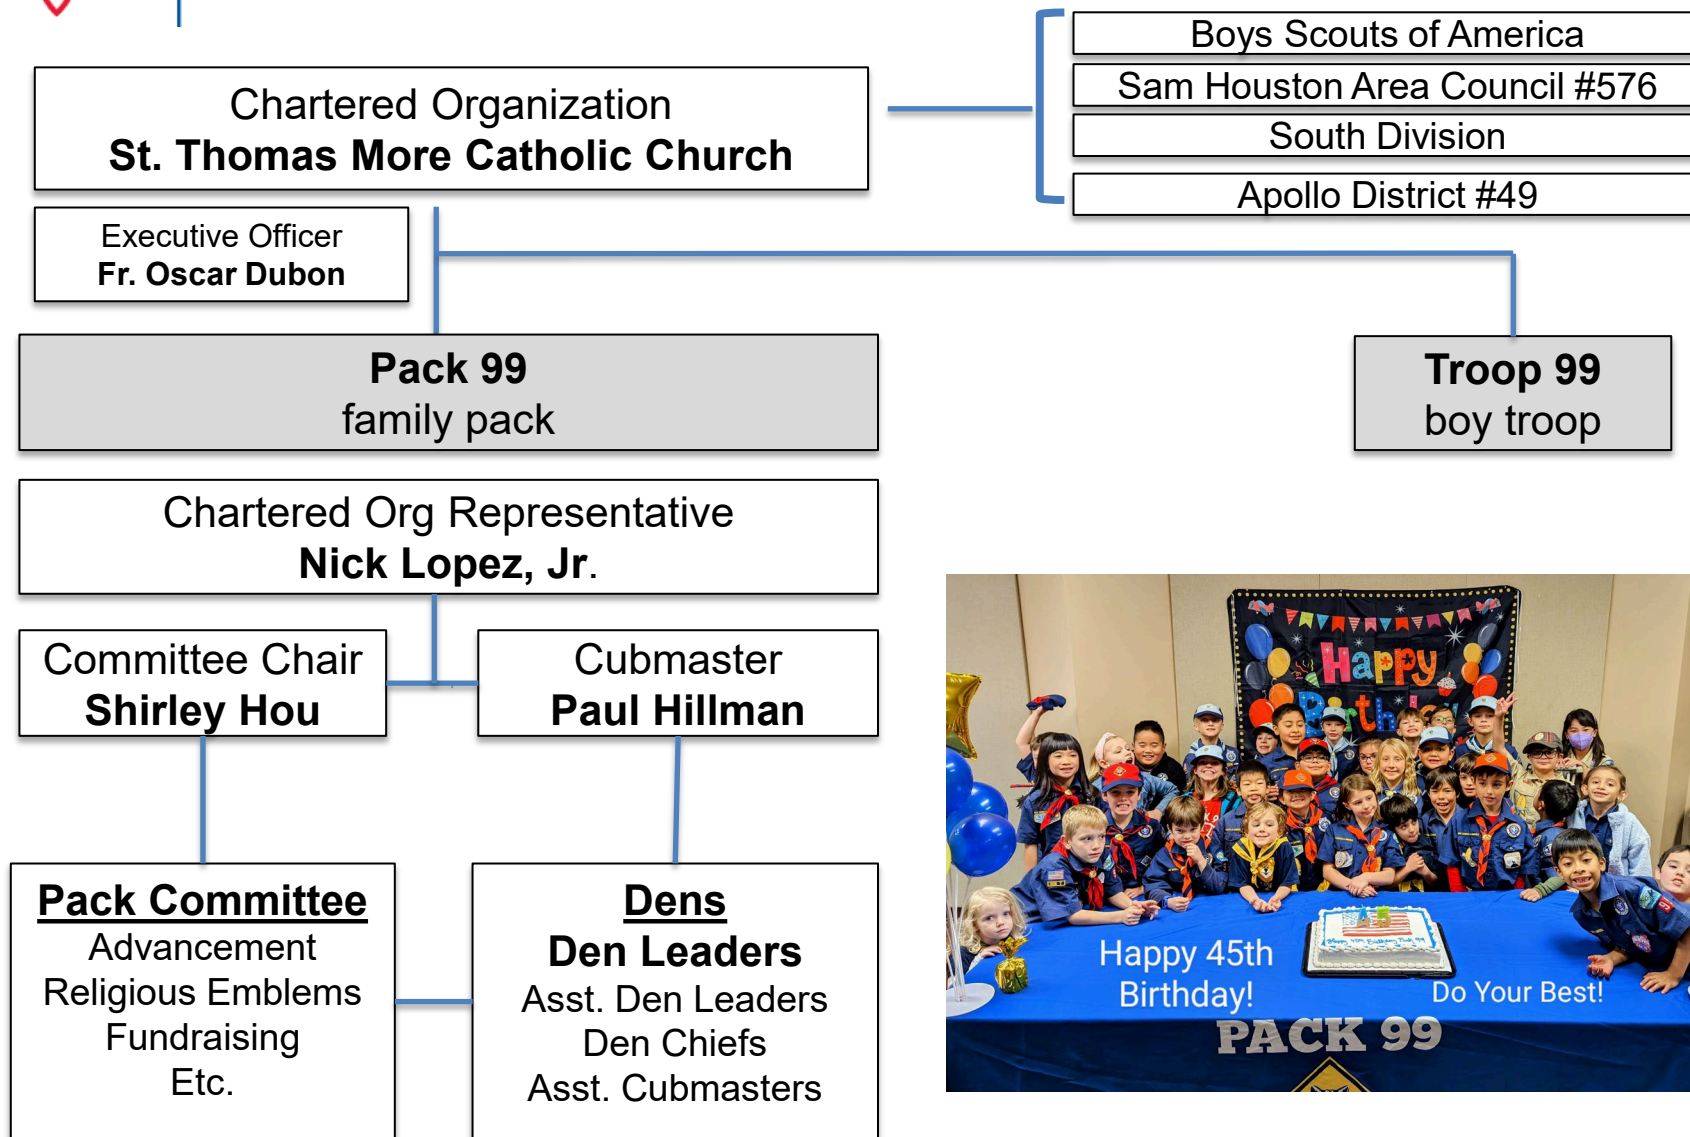 Boys Scouts of America
Sam Houston Area Council #576
South Division
Apollo District #49
Chartered Organization
St. Thomas More Catholic Church
Executive Officer
Fr. Oscar Dubon
Pack 99
family pack
Troop 99
boy troop
Chartered Org Representative
Nick Lopez, Jr.
Committee Chair
Shirley Hou
Cubmaster
Paul Hillman
Pack Committee
Advancement
Religious Emblems
Fundraising
Etc.
Dens
Den Leaders
Asst. Den Leaders
Den Chiefs
Asst. Cubmasters
Happy
Birthday
45
Happy 45th
Birthday!
Do Your Best!
PACK 99